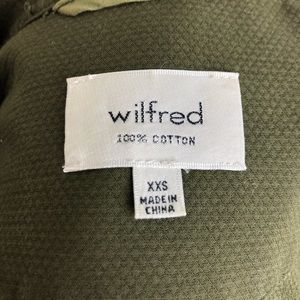 wilfred
100% COTTON
XXS
MADE IN
CHINA